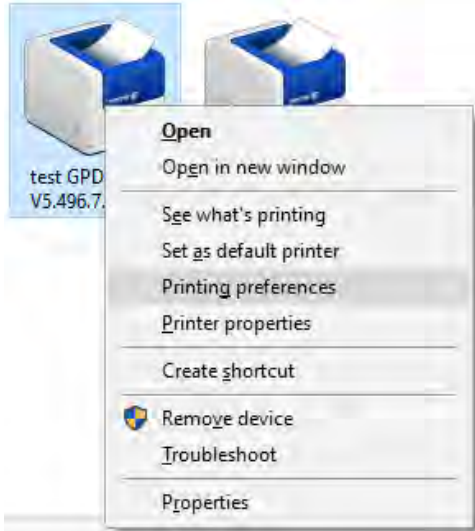 test GPD
V5.496.7.
Open
Open in new window
See what's printing
Set as default printer
Printing preferences
Printer properties
Create shortcut
Remove device
Troubleshoot
Properties